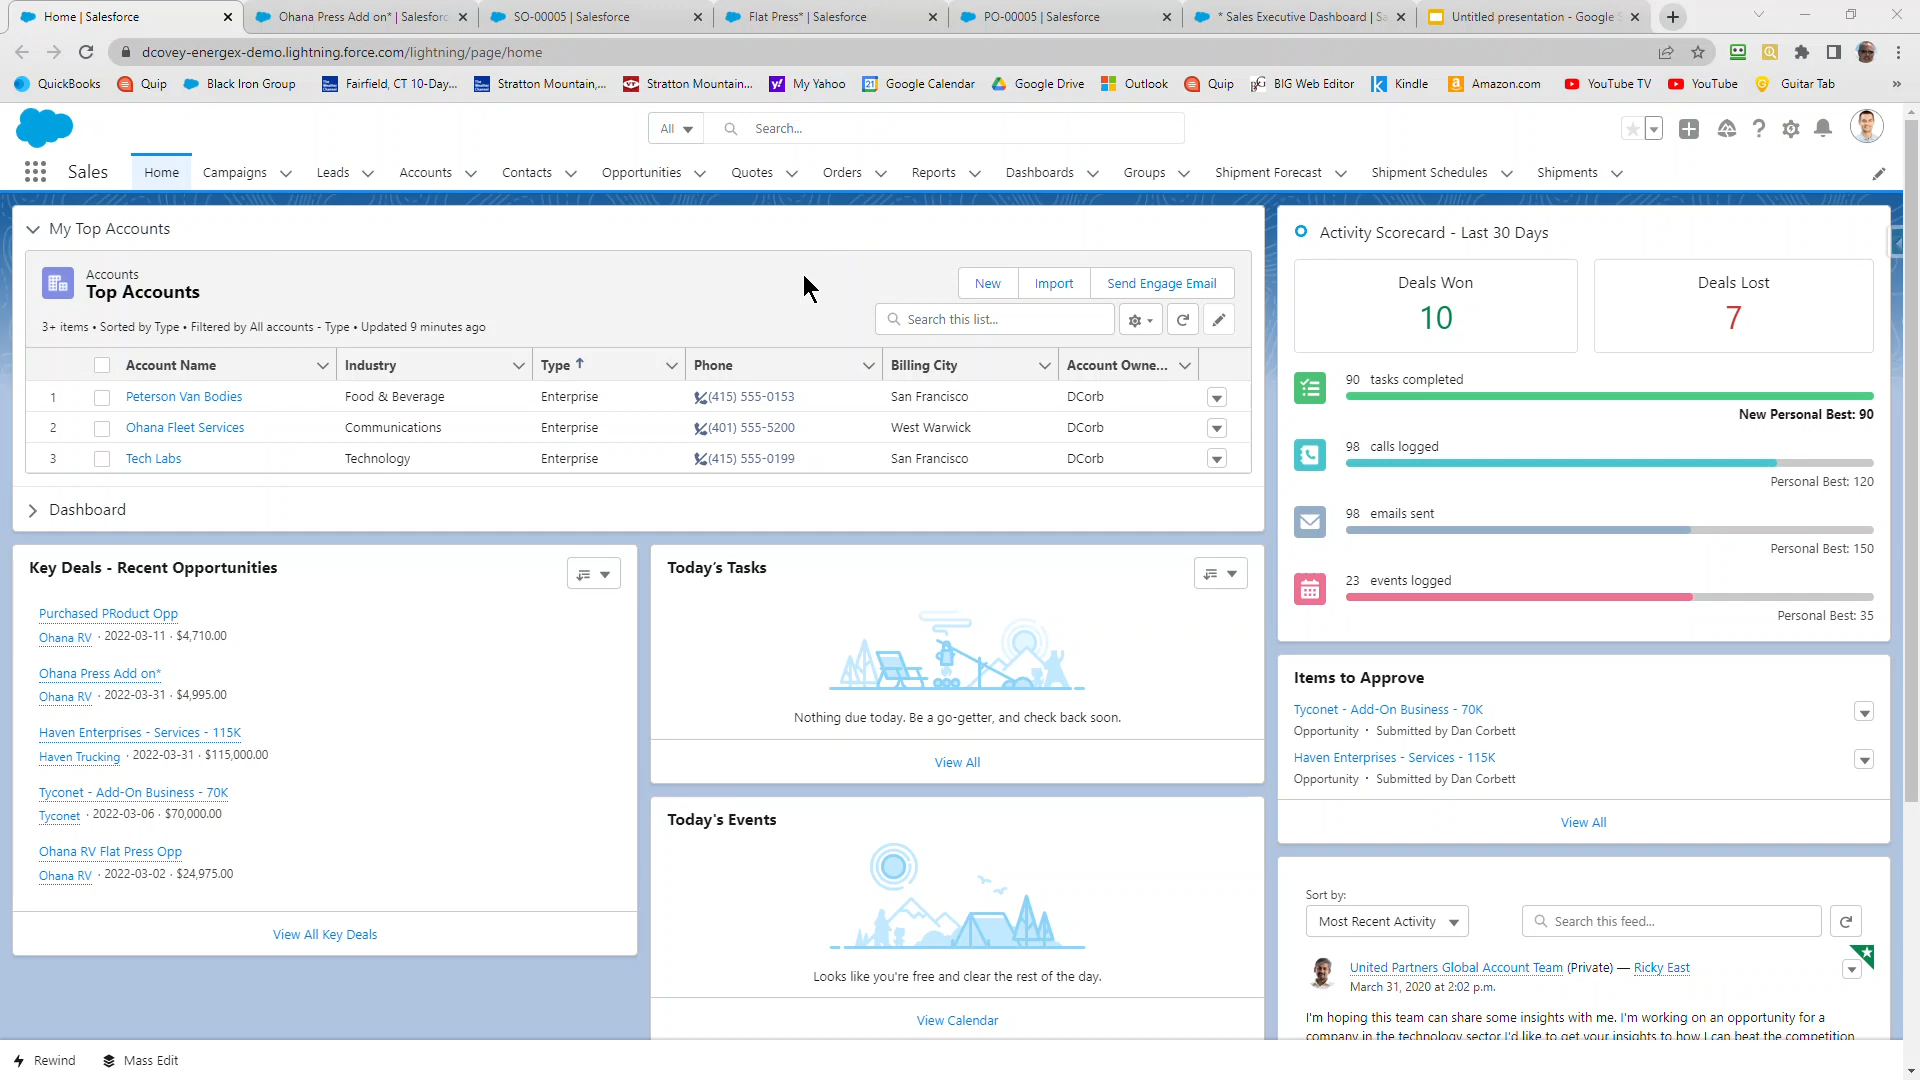 Home | Salesforce
Ohana Press Add on* | Salesforc
SO-00005 | Salesforce
Flat Press* | Salesforce
PO-00005 | Salesforce
* Sales Executive Dashboard | Sa
Untitled presentation - Google S
dcovey-energex-demo.lightning.force.com/lightning/page/home
QuickBooks
Quip
Black Iron Group
Fairfield, CT 10-Day...
Stratton Mountain,...
Stratton Mountain...
My Yahoo
Google Calendar
Google Drive
Outlook
Quip
BIG Web Editor
Kindle
Amazon.com
YouTube TV
YouTube
Guitar Tab
»
All
Search...
Sales
Home
Campaigns
Leads
Accounts
Contacts
Opportunities
Quotes
Orders
Reports
Dashboards
Groups
Shipment Forecast
Shipment Schedules
Shipments
My Top Accounts
Accounts
Top Accounts
New
Import
Send Engage Email
3+ items • Sorted by Type • Filtered by All accounts - Type • Updated 9 minutes ago
Search this list...
Account Name
Industry
Type
Phone
Billing City
Account Owne...
1 Peterson Van Bodies Food & Beverage Enterprise (415) 555-0153 San Francisco DCorb
2 Ohana Fleet Services Communications Enterprise (401) 555-5200 West Warwick DCorb
3 Tech Labs Technology Enterprise (415) 555-0199 San Francisco DCorb
Dashboard
Key Deals - Recent Opportunities
Purchased PRoduct Opp
Ohana RV · 2022-03-11 · $4,710.00
Ohana Press Add on*
Ohana RV · 2022-03-31 · $4,995.00
Haven Enterprises - Services - 115K
Haven Trucking · 2022-03-31 · $115,000.00
Tyconet - Add-On Business - 70K
Tyconet · 2022-03-06 · $70,000.00
Ohana RV Flat Press Opp
Ohana RV · 2022-03-02 · $24,975.00
View All Key Deals
Today's Tasks
Nothing due today. Be a go-getter, and check back soon.
View All
Today's Events
Looks like you're free and clear the rest of the day.
View Calendar
Activity Scorecard - Last 30 Days
Deals Won
10
Deals Lost
7
90 tasks completed
New Personal Best: 90
98 calls logged
Personal Best: 120
98 emails sent
Personal Best: 150
23 events logged
Personal Best: 35
Items to Approve
Tyconet - Add-On Business - 70K
Opportunity • Submitted by Dan Corbett
Haven Enterprises - Services - 115K
Opportunity • Submitted by Dan Corbett
View All
Sort by:
Most Recent Activity
Search this feed...
United Partners Global Account Team (Private) — Ricky East
March 31, 2020 at 2:02 p.m.
I'm hoping this team can share some insights with me. I'm working on an opportunity for a
company in the technology sector I'd like to get your insights to how I can beat the competition
Rewind
Mass Edit